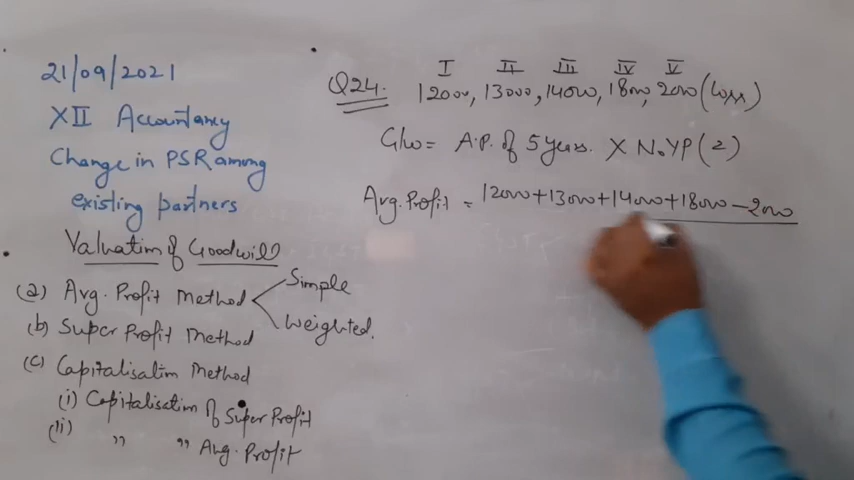 21/09/2021
XII Accountancy
Change in PSR among
existing partners
Valuation of Goodwill
(a) Avg. Profit Method
Simple
Weighted.
(b) Super Profit Method
(c) Capitalisation Method
(i) Capitalisation of Super Profit
(ii) " " Avg. Profit
Q24.
I II III IV V
12000, 13000, 14000, 18000, 2000 (Loss)
G/w = A.P. of 5 years. X No.YP (2)
Avg. Profit = 12000+13000+14000+18000-2000